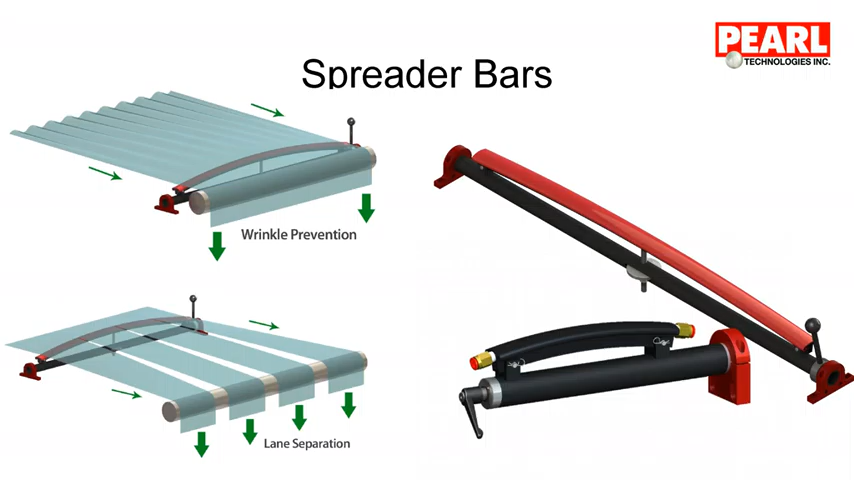 PEARL
TECHNOLOGIES INC.
Spreader Bars
Wrinkle Prevention
Lane Separation